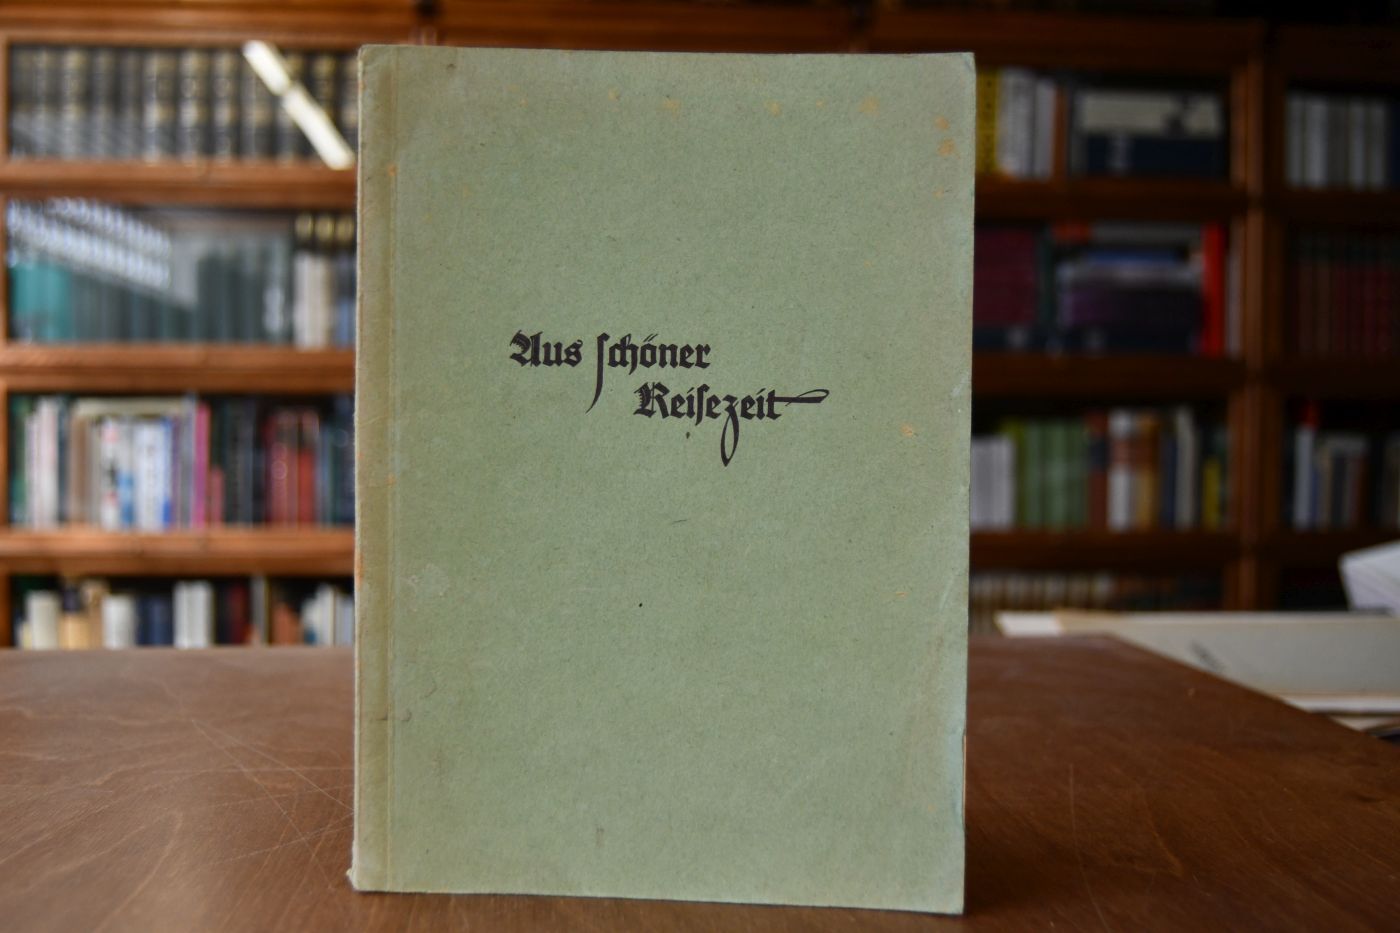 Aus ſchöner
Reiſezeit